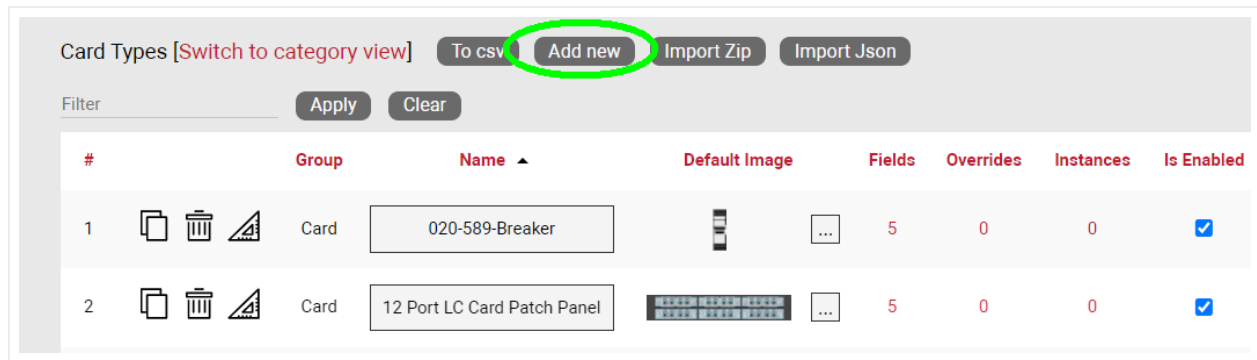 Card Types [Switch to category view] To csv Add new Import Zip Import Json
Filter Apply Clear
# Group Name Default Image Fields Overrides Instances Is Enabled
1 Card 020-589-Breaker ... 5 0 0
2 Card 12 Port LC Card Patch Panel ... 5 0 0